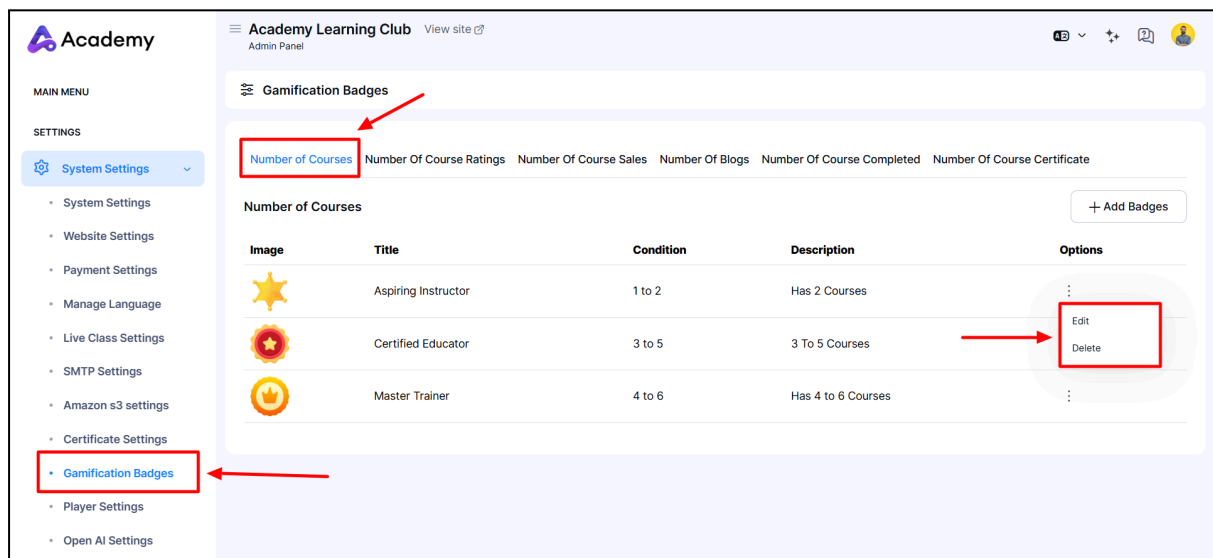 Academy
MAIN MENU
SETTINGS
System Settings
System Settings
Website Settings
Payment Settings
Manage Language
Live Class Settings
SMTP Settings
Amazon s3 settings
Certificate Settings
Gamification Badges
Player Settings
Open AI Settings
Academy Learning Club View site
Admin Panel
Gamification Badges
Number of Courses Number Of Course Ratings Number Of Course Sales Number Of Blogs Number Of Course Completed Number Of Course Certificate
Number of Courses + Add Badges
Image Title Condition Description Options
Aspiring Instructor 1 to 2 Has 2 Courses
Edit
Certified Educator 3 to 5 3 To 5 Courses
Delete
Master Trainer 4 to 6 Has 4 to 6 Courses